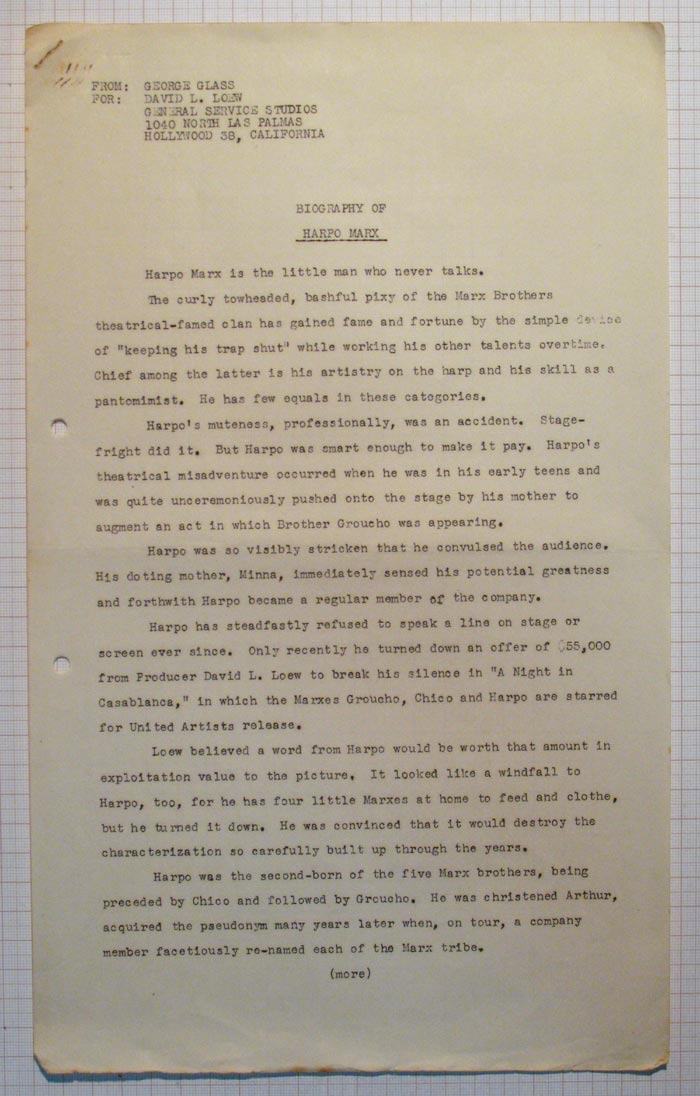 FROM: GEORGE GLASS
FOR: DAVID L. LOEW
GENERAL SERVICE STUDIOS
1040 NORTH LAS PALMAS
HOLLYWOOD 38, CALIFORNIA
BIOGRAPHY OF
HARPO MARX
Harpo Marx is the little man who never talks.
The curly towheaded, bashful pixy of the Marx Brothers
theatrical-famed clan has gained fame and fortune by the simple device
of "keeping his trap shut" while working his other talents overtime.
Chief among the latter is his artistry on the harp and his skill as a
pantomimist. He has few equals in these categories.
Harpo's muteness, professionally, was an accident. Stage-
fright did it. But Harpo was smart enough to make it pay. Harpo's
theatrical misadventure occurred when he was in his early teens and
was quite unceremoniously pushed onto the stage by his mother to
augment an act in which Brother Groucho was appearing.
Harpo was so visibly stricken that he convulsed the audience.
His doting mother, Minna, immediately sensed his potential greatness
and forthwith Harpo became a regular member of the company.
Harpo has steadfastly refused to speak a line on stage or
screen ever since. Only recently he turned down an offer of $55,000
from Producer David L. Loew to break his silence in "A Night in
Casablanca," in which the Marxes Groucho, Chico and Harpo are starred
for United Artists release.
Loew believed a word from Harpo would be worth that amount in
exploitation value to the picture. It looked like a windfall to
Harpo, too, for he has four little Marxes at home to feed and clothe,
but he turned it down. He was convinced that it would destroy the
characterization so carefully built up through the years.
Harpo was the second-born of the five Marx brothers, being
preceded by Chico and followed by Groucho. He was christened Arthur,
acquired the pseudonym many years later when, on tour, a company
member facetiously re-named each of the Marx tribe.
(more)